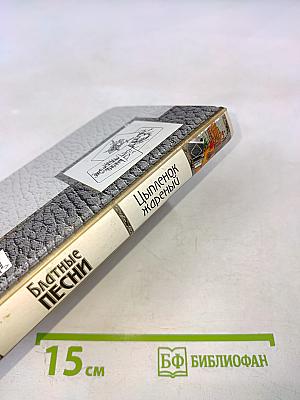 Блатные
ПЕСНИ
Цыпленок
жареный
15 см
БФ БИБЛИОФАН